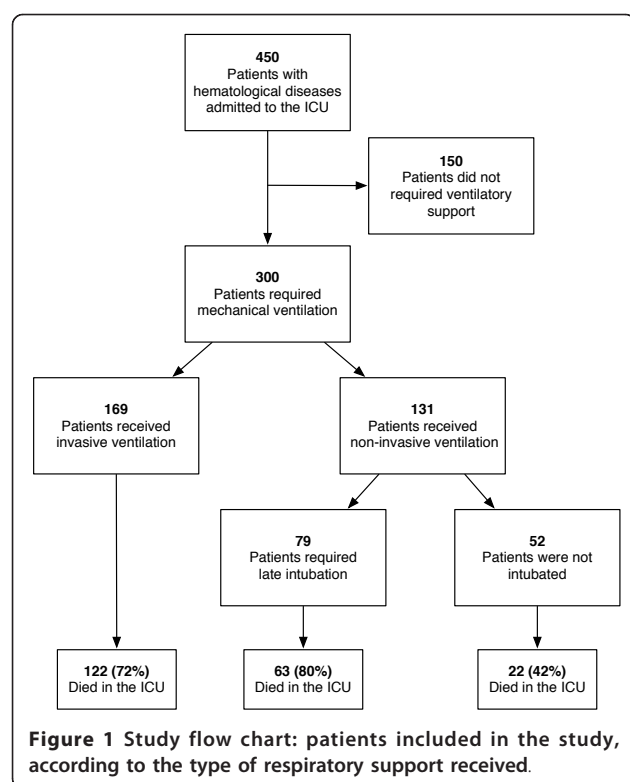 450
Patients with
hematological diseases
admitted to the ICU
150
Patients did not
required ventilatory
support
300
Patients required
mechanical ventilation
169
Patients received
invasive ventilation
131
Patients received
non-invasive ventilation
79
Patients required
late intubation
52
Patients were not
intubated
122 (72%)
Died in the ICU
63 (80%)
Died in the ICU
22 (42%)
Died in the ICU
Figure 1 Study flow chart: patients included in the study,
according to the type of respiratory support received.